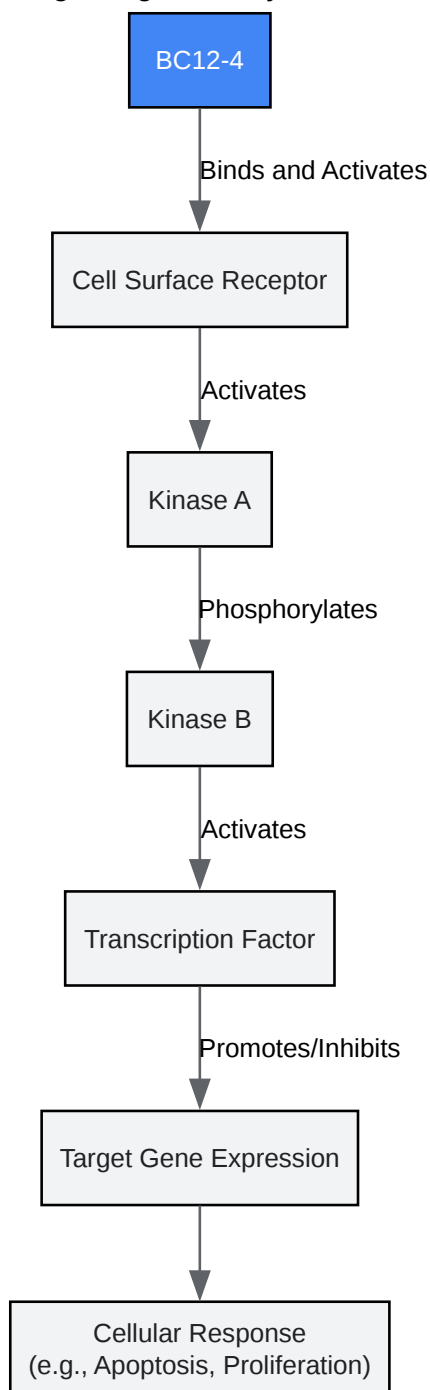 BC12-4
Binds and Activates
Cell Surface Receptor
Activates
Kinase A
Phosphorylates
Kinase B
Activates
Transcription Factor
Promotes/Inhibits
Target Gene Expression
Cellular Response
(e.g., Apoptosis, Proliferation)